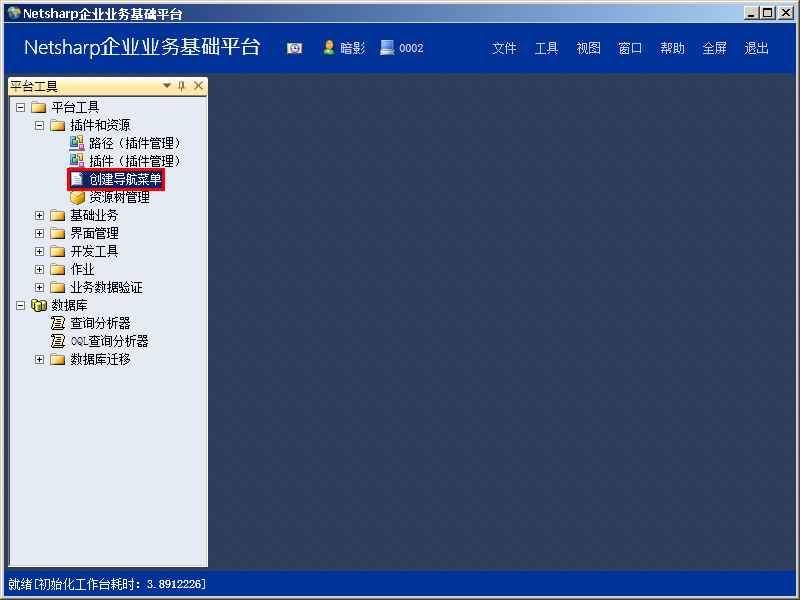 Netsharp企业业务基础平台
Netsharp企业业务基础平台 暗影 0002 文件 工具 视图 窗口 帮助 全屏 退出
平台工具
平台工具
插件和资源
路径（插件管理）
插件（插件管理）
创建导航菜单
资源树管理
基础业务
界面管理
开发工具
作业
业务数据验证
数据库
查询分析器
OQL查询分析器
数据库迁移
就绪[初始化工作台耗时：3.8912226]